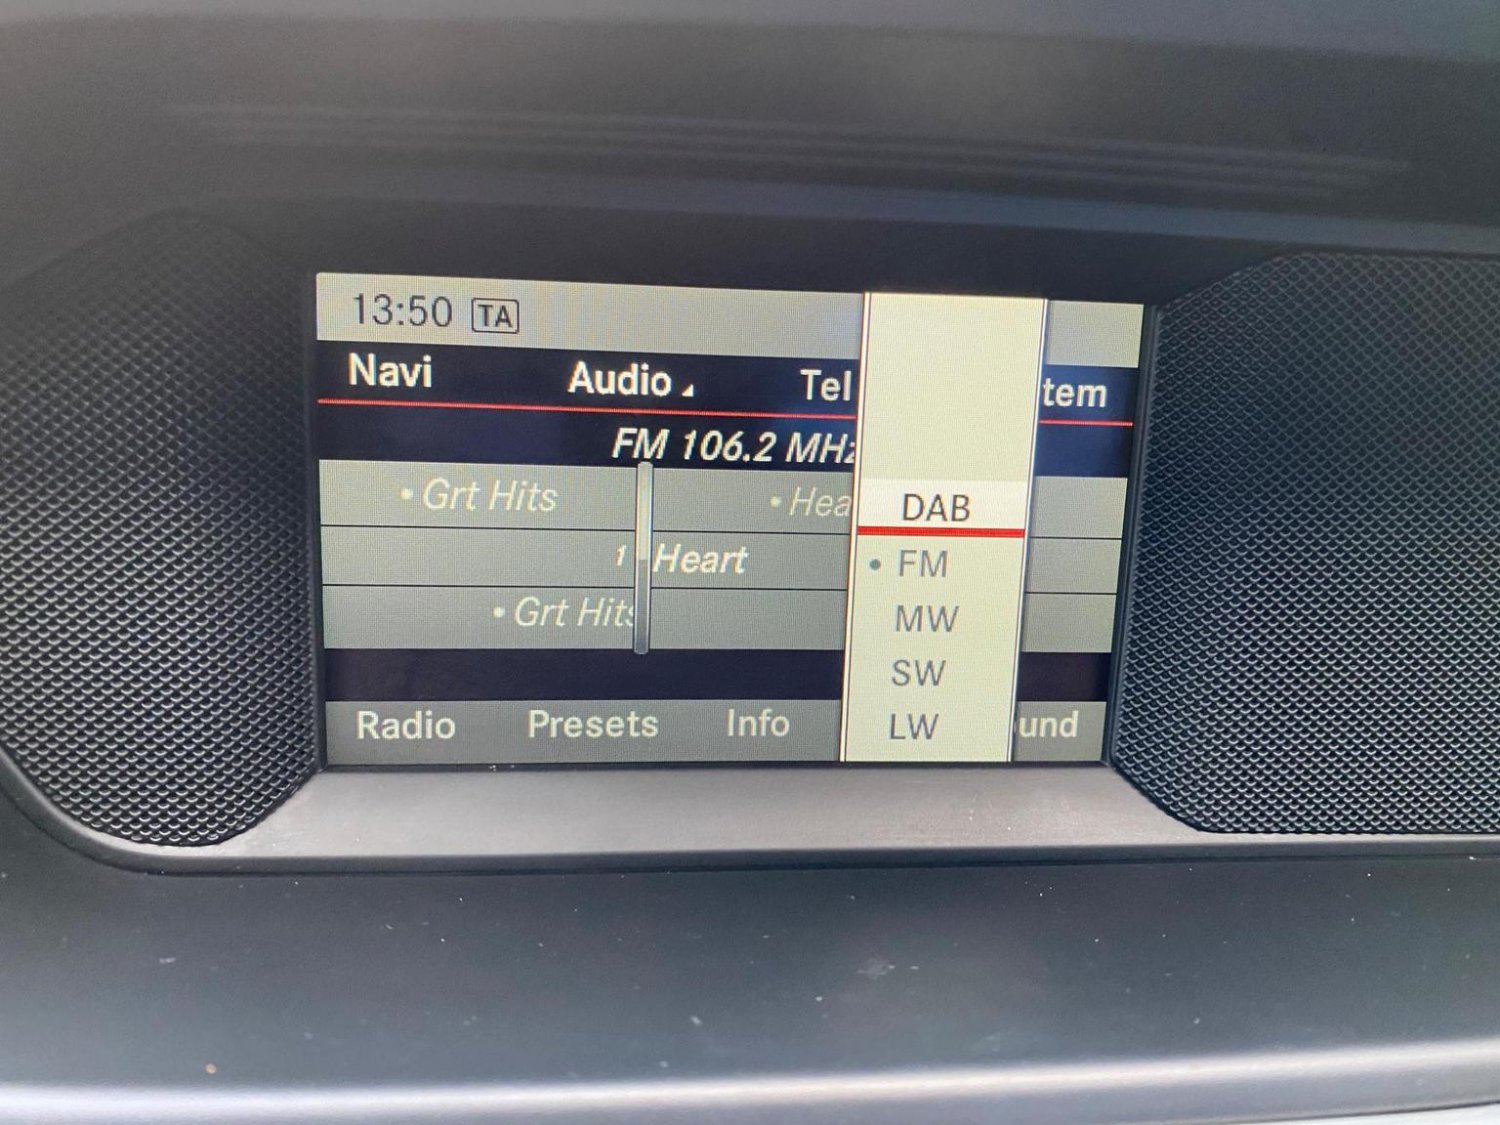 13:50 TA
Navi Audio Tel tem
FM 106.2 MHz
• Grt Hits • Hea
1 Heart
• Grt Hits
Radio Presets Info und
DAB
• FM
MW
SW
LW